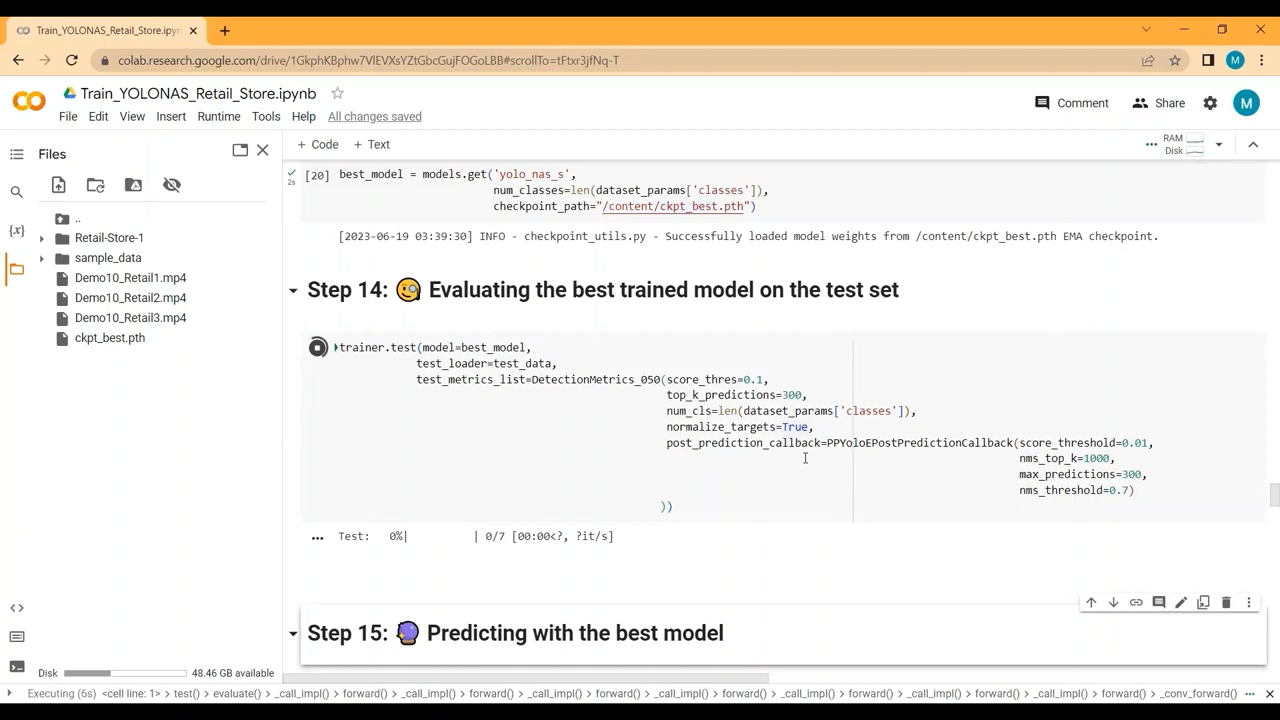 Train_YOLONAS_Retail_Store.ipyn
colab.research.google.com/drive/1GkphKBphw7VlEVXsYZtGbcGujFOGoLBB#scrollTo=tFtxr3jfNq-T
M
Train_YOLONAS_Retail_Store.ipynb
Comment
Share
M
File Edit View Insert Runtime Tools Help All changes saved
Files
+ Code + Text
RAM
Disk
..
Retail-Store-1
sample_data
Demo10_Retail1.mp4
Demo10_Retail2.mp4
Demo10_Retail3.mp4
ckpt_best.pth
Disk
48.46 GB available
2s
[20] best_model = models.get('yolo_nas_s',
num_classes=len(dataset_params['classes']),
checkpoint_path="/content/ckpt_best.pth")
[2023-06-19 03:39:30] INFO - checkpoint_utils.py - Successfully loaded model weights from /content/ckpt_best.pth EMA checkpoint.
Step 14: 🧐 Evaluating the best trained model on the test set
trainer.test(model=best_model,
test_loader=test_data,
test_metrics_list=DetectionMetrics_050(score_thres=0.1,
top_k_predictions=300,
num_cls=len(dataset_params['classes']),
normalize_targets=True,
post_prediction_callback=PPYoloEPostPredictionCallback(score_threshold=0.01,
nms_top_k=1000,
max_predictions=300,
nms_threshold=0.7)
))
... Test: 0%| | 0/7 [00:00<?, ?it/s]
Step 15: 🔮 Predicting with the best model
Executing (6s) <cell line: 1> test() evaluate() _call_impl() forward() _call_impl() forward() _call_impl() forward() _call_impl() forward() _call_impl() forward() _call_impl() forward() _call_impl() forward() _conv_forward()